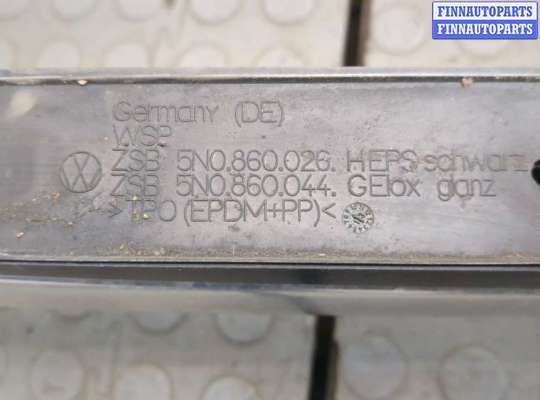 FINNAUTOPARTS
FINNAUTOPARTS
Germany (DE)
WSP
ZSB 5N0.860.026. HEPS schwarz
ZSB 5N0.860.044. GElox glanz
>TPO (EPDM+PP)<